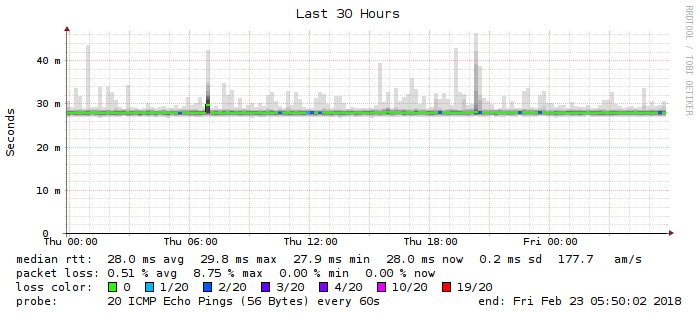 Last 30 Hours
RRDTOOL / TOBI OETIKER
Seconds
40 m
30 m
20 m
10 m
0
Thu 00:00 Thu 06:00 Thu 12:00 Thu 18:00 Fri 00:00
median rtt: 28.0 ms avg 29.8 ms max 27.9 ms min 28.0 ms now 0.2 ms sd 177.7 am/s
packet loss: 0.51 % avg 8.75 % max 0.00 % min 0.00 % now
loss color: 0 1/20 2/20 3/20 4/20 10/20 19/20
probe: 20 ICMP Echo Pings (56 Bytes) every 60s end: Fri Feb 23 05:50:02 2018